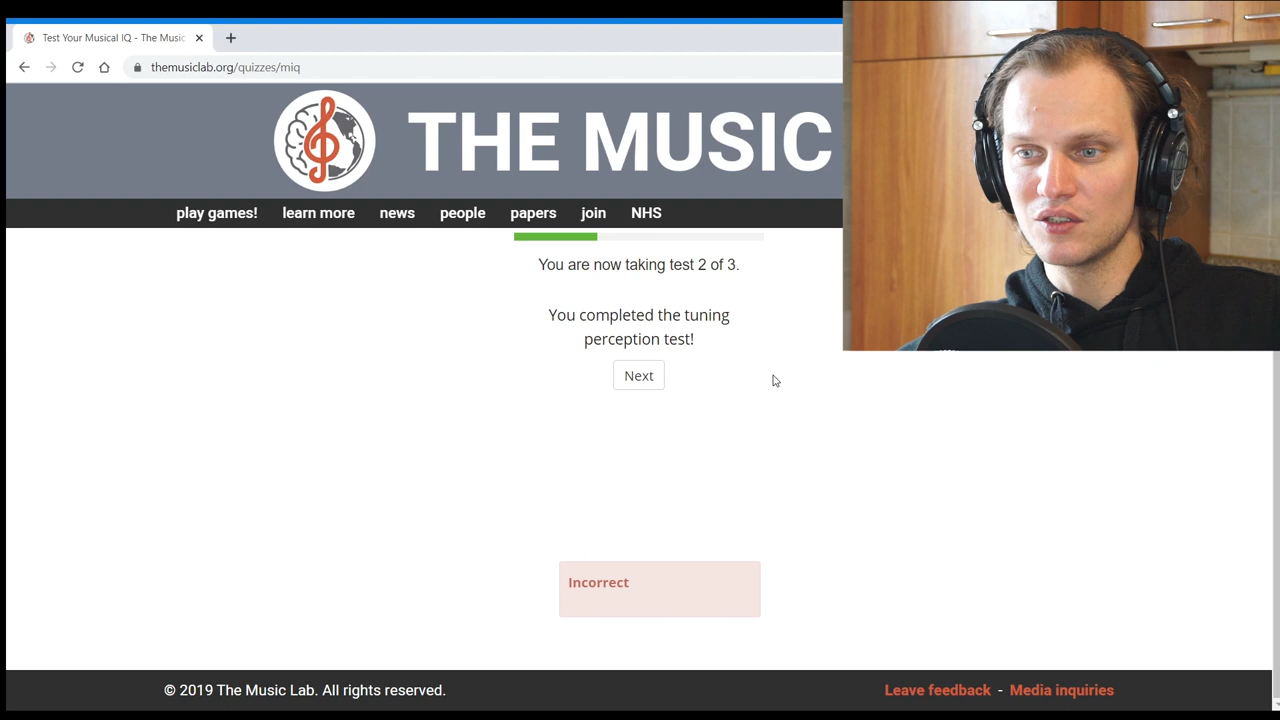 Test Your Musical IQ - The Music
themusiclab.org/quizzes/miq
THE MUSIC
play games! learn more news people papers join NHS
You are now taking test 2 of 3.
You completed the tuning
perception test!
Next
Incorrect
© 2019 The Music Lab. All rights reserved.
Leave feedback - Media inquiries